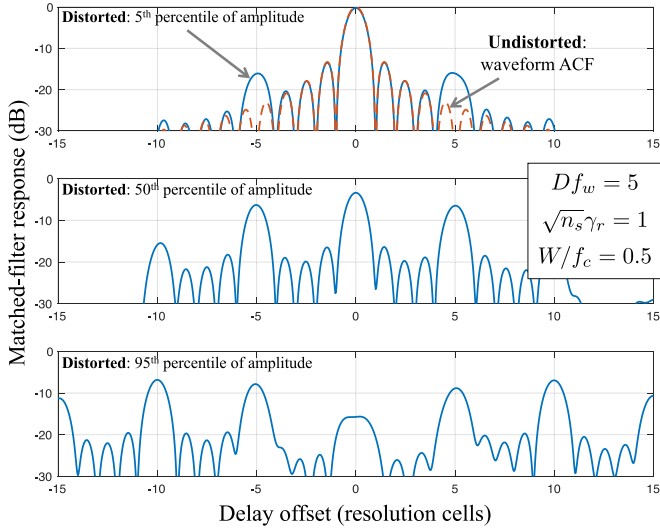 Matched-filter response (dB)
0
-10
-20
-30
Distorted: 5th percentile of amplitude
Undistorted:
waveform ACF
-15 -10 -5 0 5 10 15
0
-10
-20
-30
Distorted: 50th percentile of amplitude
Df_w = 5
√n_s γ_r = 1
W/f_c = 0.5
-15 -10 -5 0 5 10 15
0
-10
-20
-30
Distorted: 95th percentile of amplitude
-15 -10 -5 0 5 10 15
Delay offset (resolution cells)